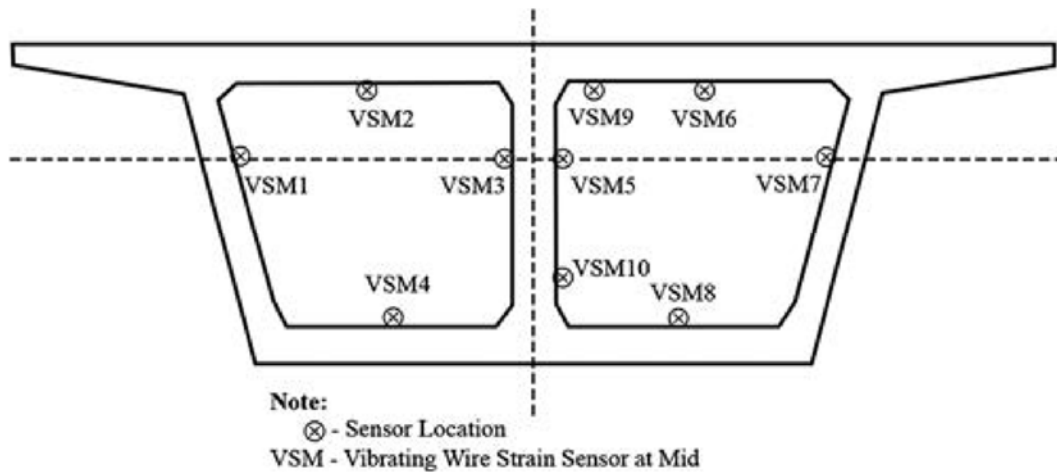 VSM2
VSM9
VSM6
VSM1
VSM3
VSM5
VSM7
VSM10
VSM4
VSM8
Note:
- Sensor Location
VSM - Vibrating Wire Strain Sensor at Mid